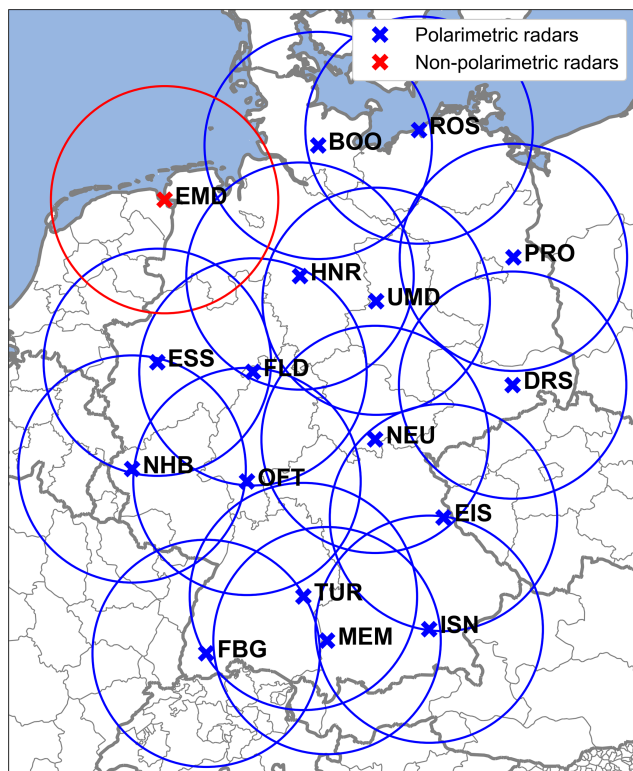 Polarimetric radars
Non-polarimetric radars
ROS
BOO
EMD
PRO
HNR
UMD
ESS
FLD
DRS
NEU
NHB
OFT
EIS
TUR
ISN
MEM
FBG